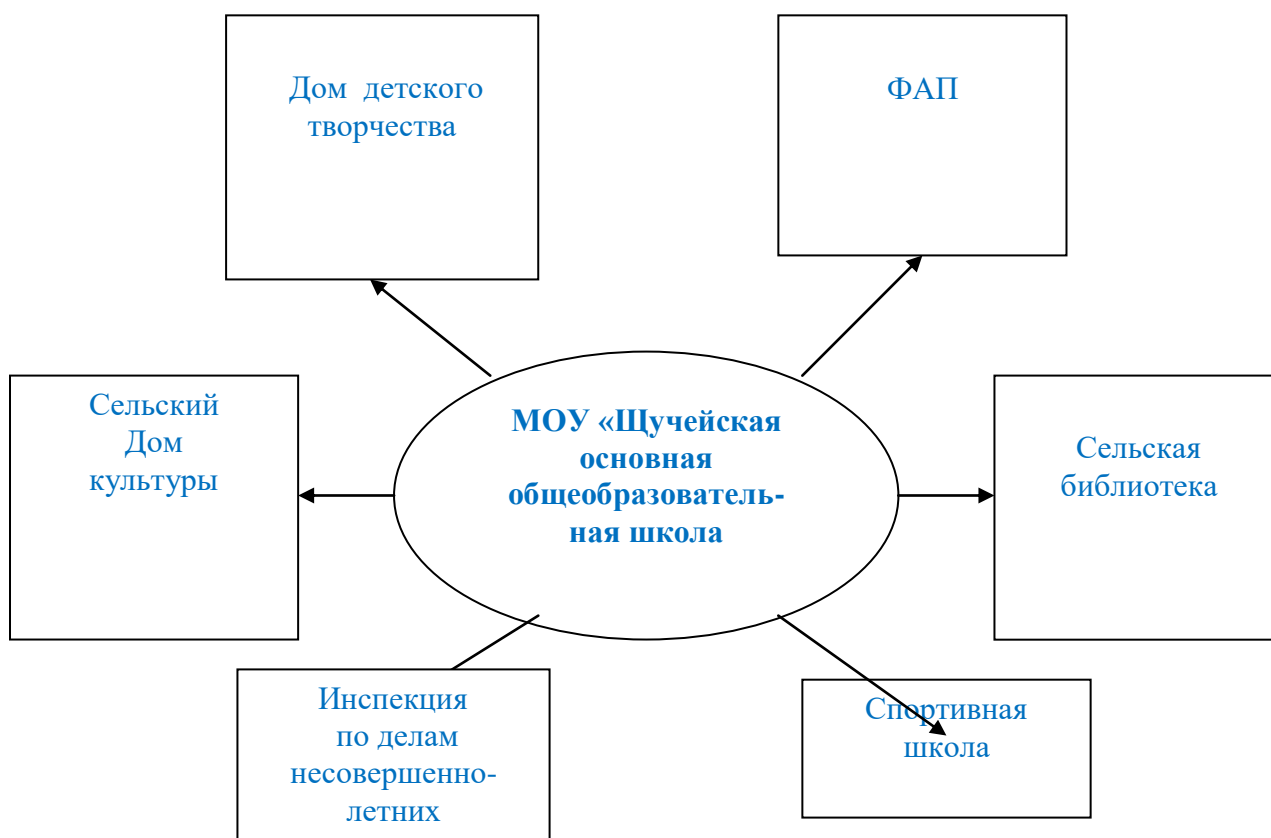 Дом детского
творчества
ФАП
Сельский
Дом
культуры
МОУ «Щучейская
основная
общеобразователь-
ная школа
Сельская
библиотека
Инспекция
по делам
несовершенно-
летних
Спортивная
школа